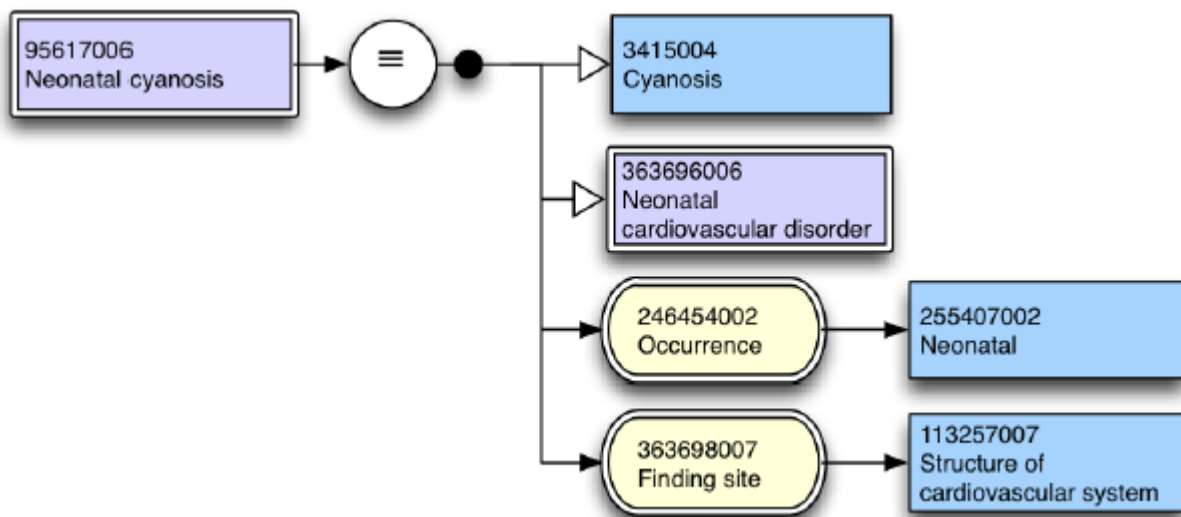 95617006
Neonatal cyanosis
≡
3415004
Cyanosis
363696006
Neonatal
cardiovascular disorder
246454002
Occurrence
255407002
Neonatal
363698007
Finding site
113257007
Structure of
cardiovascular system